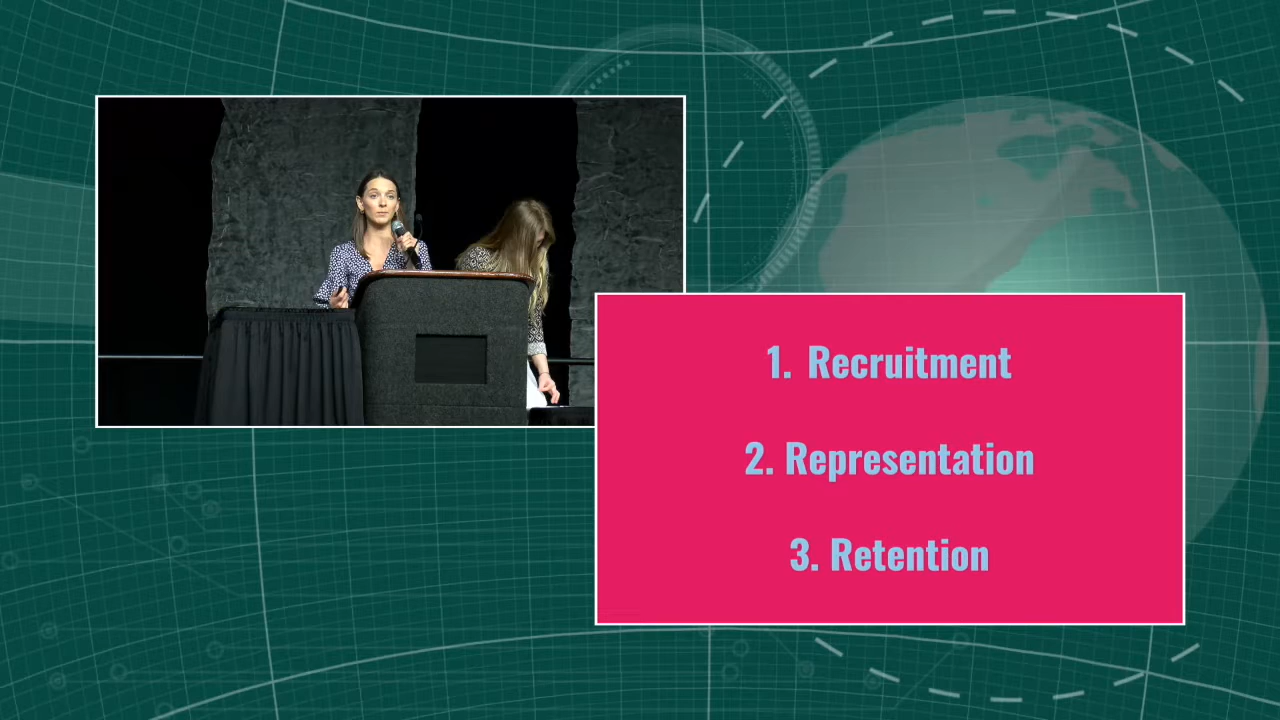 1. Recruitment
2. Representation
3. Retention